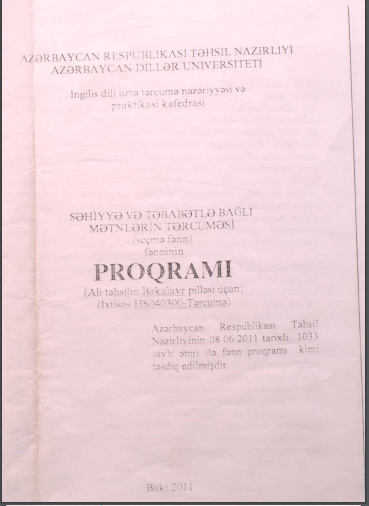 AZƏRBAYCAN RESPUBLİKASI TƏHSİL NAZİRLİYİ
AZƏRBAYCAN DİLLƏR UNİVERSİTETİ
İngilis dili üzrə tərcümə nəzəriyyəsi və
praktikası kafedrası
SƏHİYYƏ VƏ TƏBABƏTLƏ BAĞLI
MƏTNLƏRİN TƏRCÜMƏSİ
(seçmə fənn)
fənninin
PROQRAMI
(Ali təhsilin Bakalavr pilləsi üçün)
(İxtisas HSM040300-Tərcümə)
Azərbaycan Respublikası Təhsil
Nazirliyinin 08.06.2011 tarixli 1033
saylı əmri ilə fənn proqramı kimi
təsdiq edilmişdir
Bakı 2011